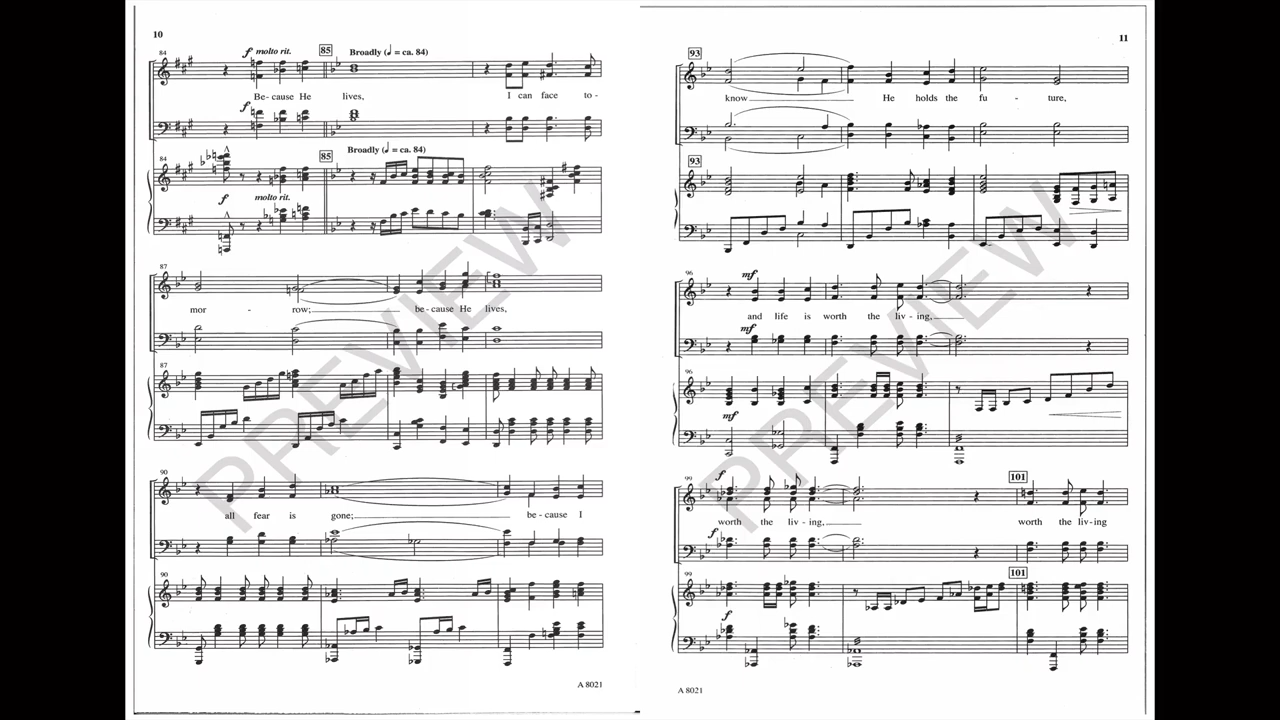 10
84
f molto rit.
85
Broadly (♩ = ca. 84)
Be - cause He lives, I can face to -
f
84
85
Broadly (♩ = ca. 84)
f
molto rit.
87
mor - row; be - cause He lives,
87
90
all fear is gone; be - cause I
90
A 8021
PREVIEW
11
93
know He holds the fu - ture,
93
96
mf
and life is worth the liv - ing,
mf
96
mf
99
f
101
worth the liv - ing, worth the liv - ing
f
99
101
f
A 8021
PREVIEW